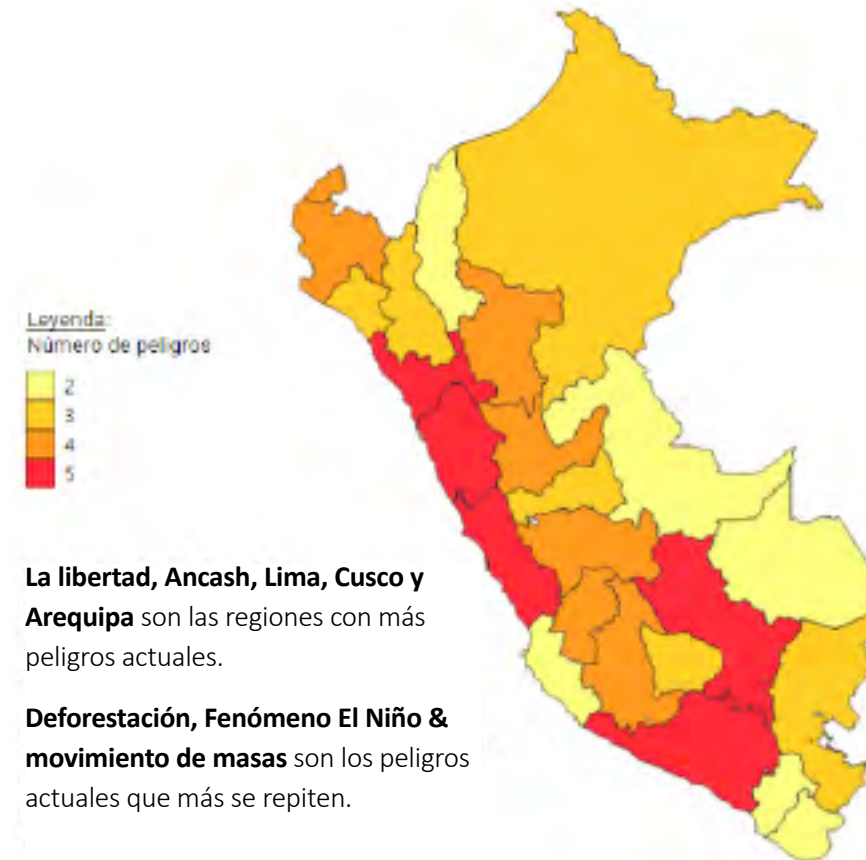 Leyenda:
Número de peligros
2
3
4
5
La libertad, Ancash, Lima, Cusco y
Arequipa son las regiones con más
peligros actuales.
Deforestación, Fenómeno El Niño &
movimiento de masas son los peligros
actuales que más se repiten.